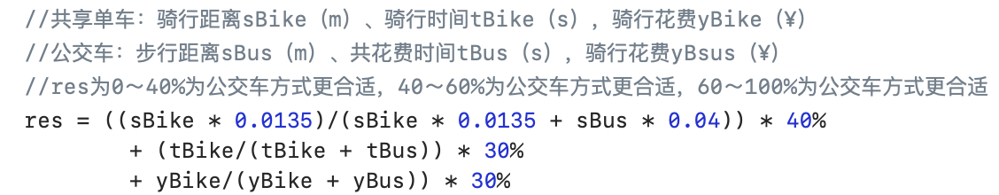 //共享单车：骑行距离sBike（m）、骑行时间tBike（s），骑行花费yBike（¥）
//公交车：步行距离sBus（m）、共花费时间tBus（s），骑行花费yBsus（¥）
//res为0～40%为公交车方式更合适，40～60%为公交车方式更合适，60～100%为公交车方式更合适
res = ((sBike * 0.0135)/(sBike * 0.0135 + sBus * 0.04)) * 40%
+ (tBike/(tBike + tBus)) * 30%
+ yBike/(yBike + yBus)) * 30%